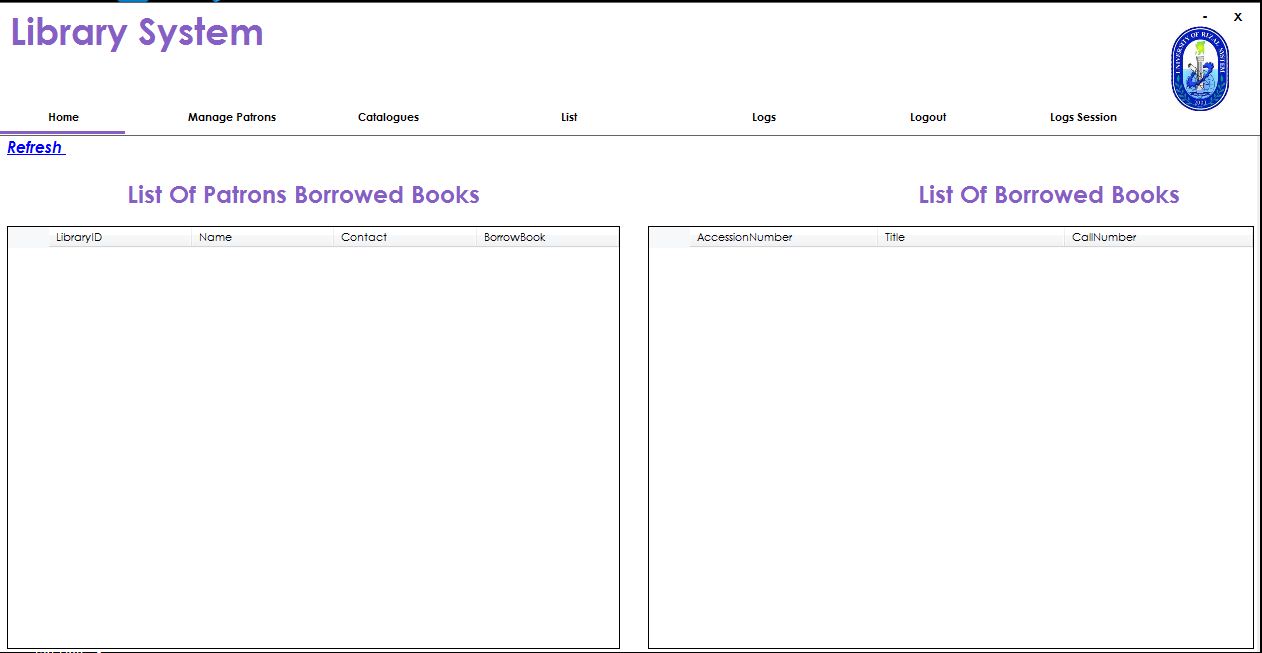 Library System
- X
UNIVERSITY OF RIZAL SYSTEM
Home Manage Patrons Catalogues List Logs Logout Logs Session
Refresh
List Of Patrons Borrowed Books
List Of Borrowed Books
LibraryID Name Contact BorrowBook
AccessionNumber Title CallNumber